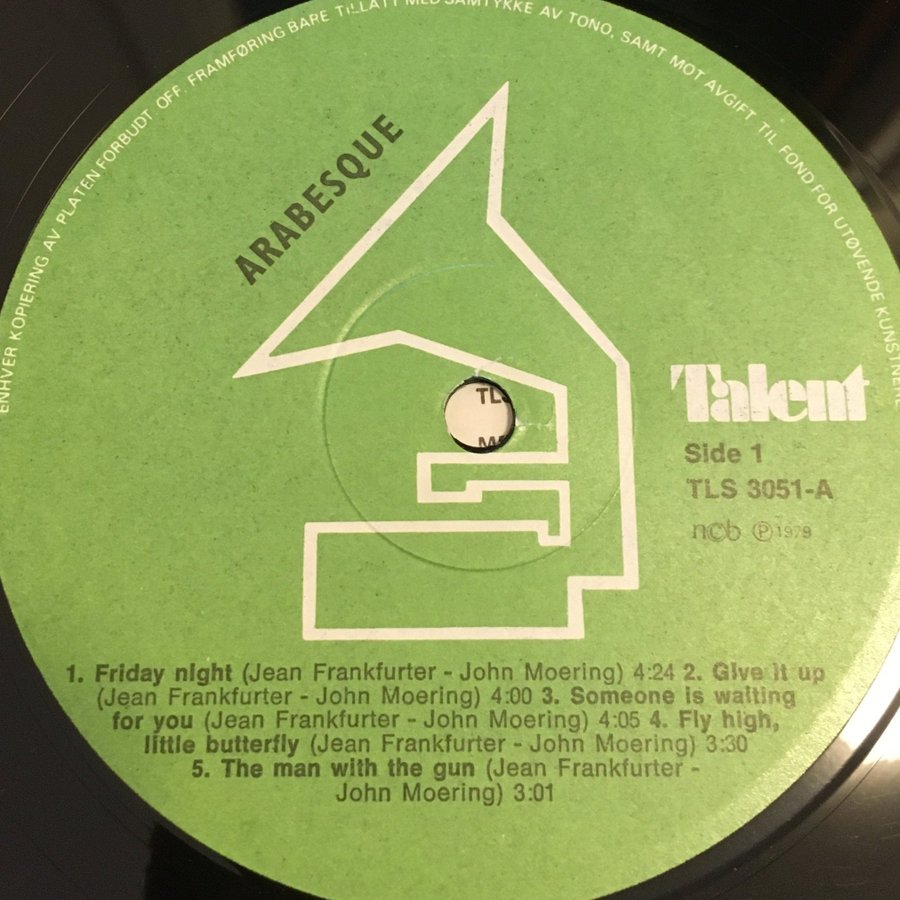 ENHVER KOPIERING AV PLATEN FORBUDT OFF. FRAMFØRING BARE TILLATT MED SAMTYKKE AV TONO, SAMT MOT AVGIFT TIL FOND FOR UTØVENDE KUNSTNERE
ARABESQUE
Talent
Side 1
TLS 3051-A
ncb Ⓟ 1979
1. Friday night (Jean Frankfurter - John Moering) 4:24 2. Give it up
(Jean Frankfurter - John Moering) 4:00 3. Someone is waiting
for you (Jean Frankfurter - John Moering) 4:05 4. Fly high,
little butterfly (Jean Frankfurter - John Moering) 3:30
5. The man with the gun (Jean Frankfurter -
John Moering) 3:01